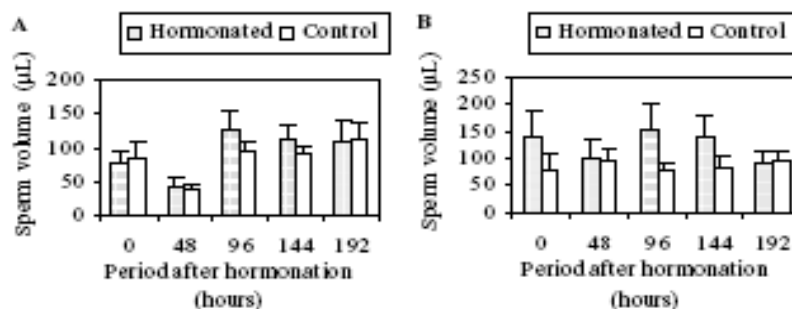 A
Hormonated Control
Sperm volume (µL)
200
150
100
50
0
0 48 96 144 192
Period after hormonation
(hours)
B
Hormonated Control
Sperm volume (µL)
250
200
150
100
50
0
0 48 96 144 192
Period after hormonation
(hours)